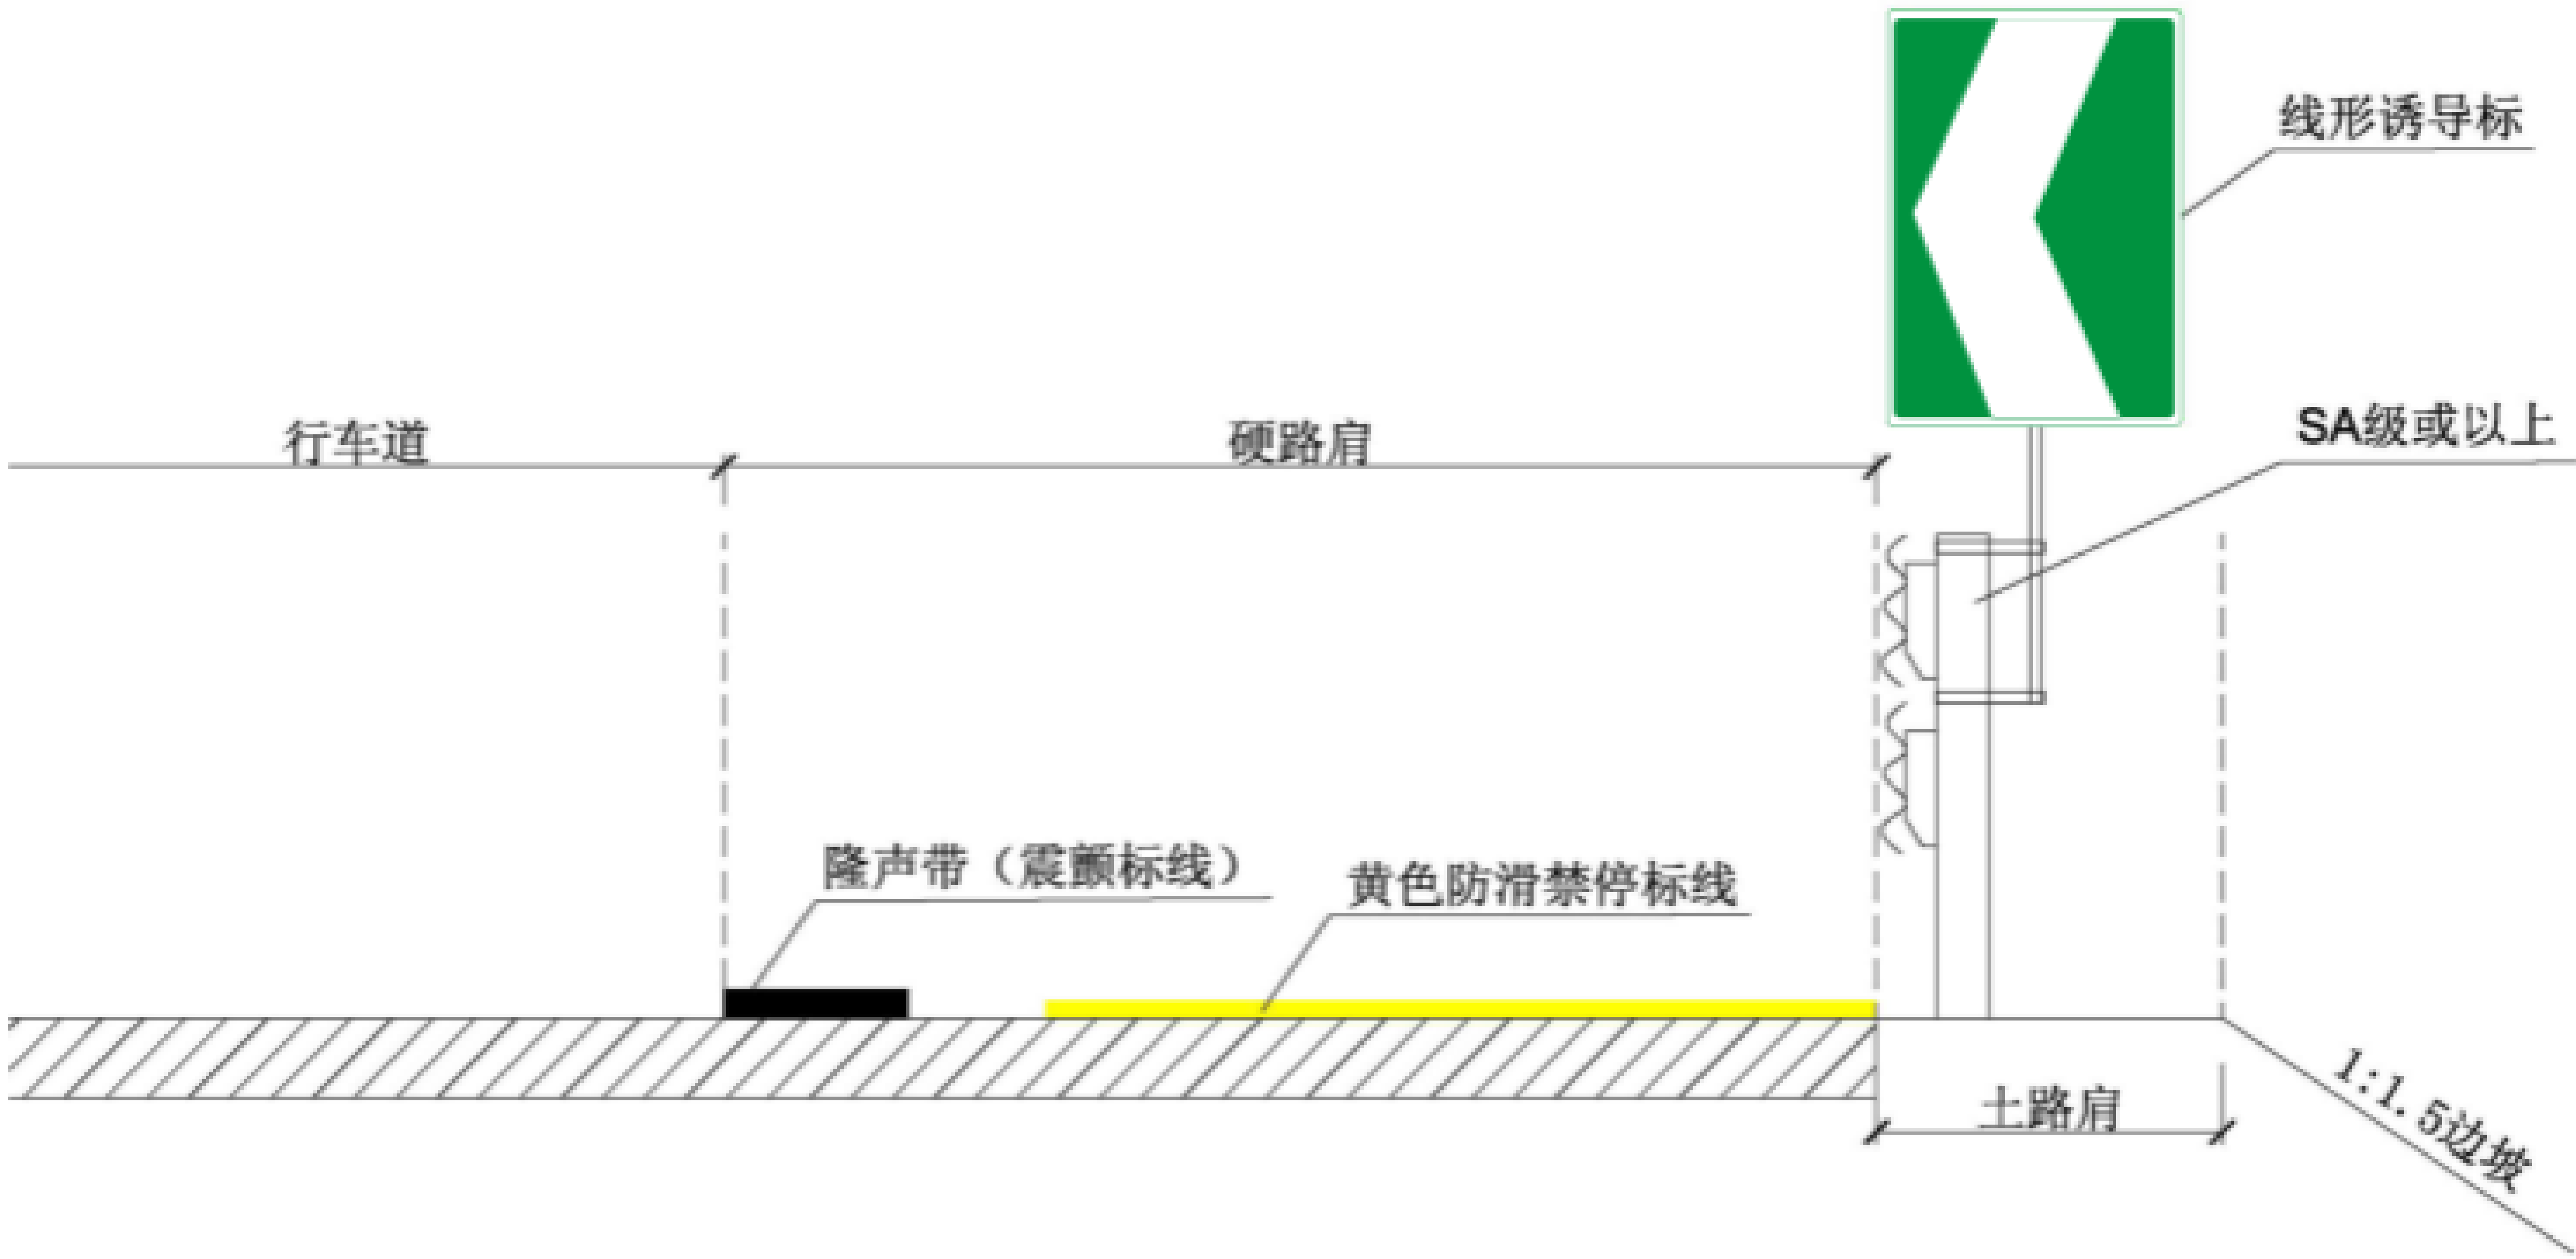 线形诱导标
SA级或以上
行车道
硬路肩
隆声带（震颤标线）
黄色防滑禁停标线
土路肩
1:1.5边坡